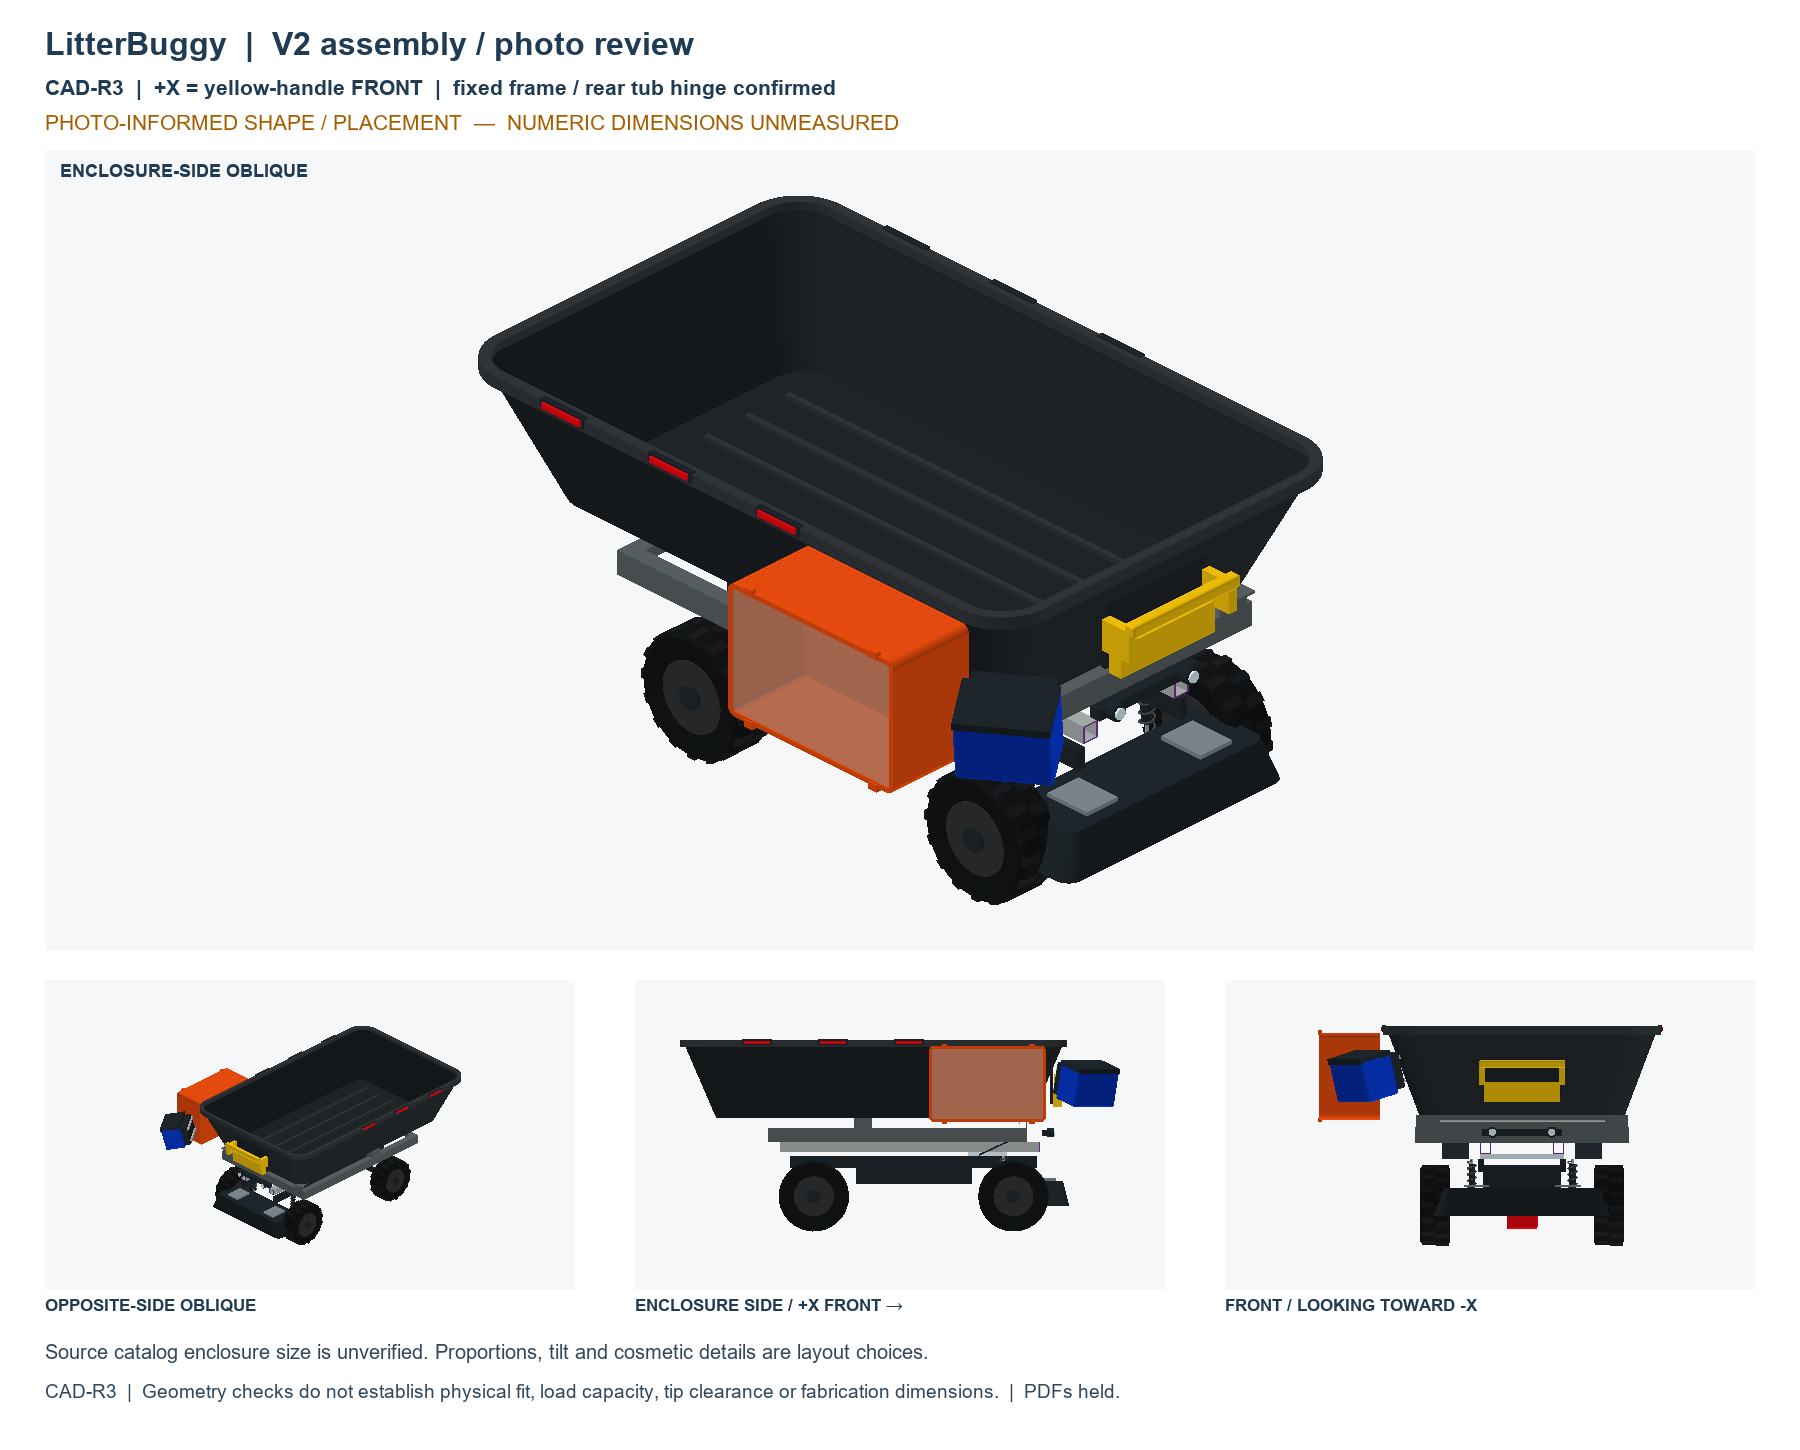 LitterBuggy | V2 assembly / photo review
CAD-R3 | +X = yellow-handle FRONT | fixed frame / rear tub hinge confirmed
PHOTO-INFORMED SHAPE / PLACEMENT — NUMERIC DIMENSIONS UNMEASURED
ENCLOSURE-SIDE OBLIQUE
OPPOSITE-SIDE OBLIQUE
ENCLOSURE SIDE / +X FRONT →
FRONT / LOOKING TOWARD -X
Source catalog enclosure size is unverified. Proportions, tilt and cosmetic details are layout choices.
CAD-R3 | Geometry checks do not establish physical fit, load capacity, tip clearance or fabrication dimensions. | PDFs held.